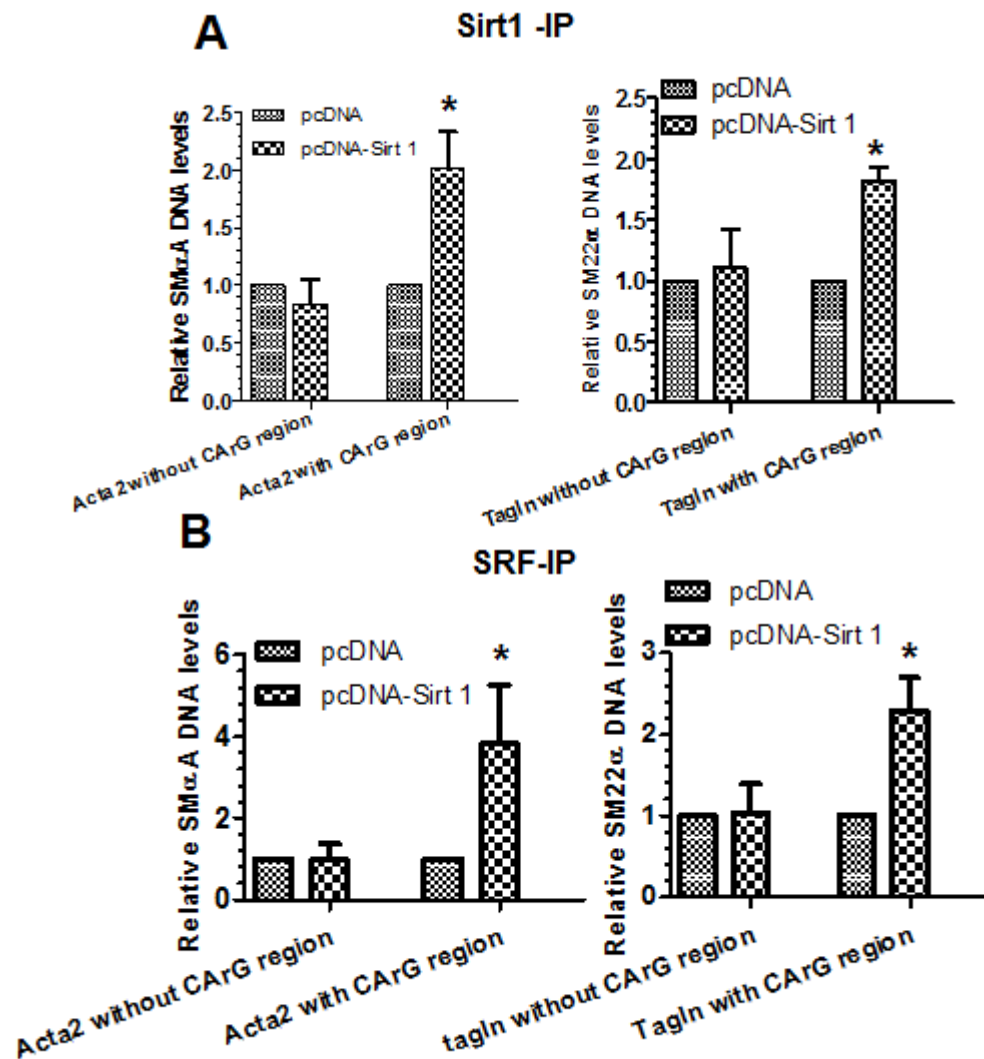 A
Sirt1 -IP
pcDNA
pcDNA-Sirt 1
Relative SMαA DNA levels
2.5
2.0
1.5
1.0
0.5
0.0
*
Acta2 without CArG region
Acta2 with CArG region
pcDNA
pcDNA-Sirt 1
Relative SM22α DNA levels
2.5
2.0
1.5
1.0
0.5
0.0
*
Tagln without CArG region
Tagln with CArG region
B
SRF-IP
pcDNA
pcDNA-Sirt 1
Relative SMαA DNA levels
6
4
2
0
*
Acta2 without CArG region
Acta2 with CArG region
pcDNA
pcDNA-Sirt 1
Relative SM22α DNA levels
3
2
1
0
*
tagln without CArG region
Tagln with CArG region